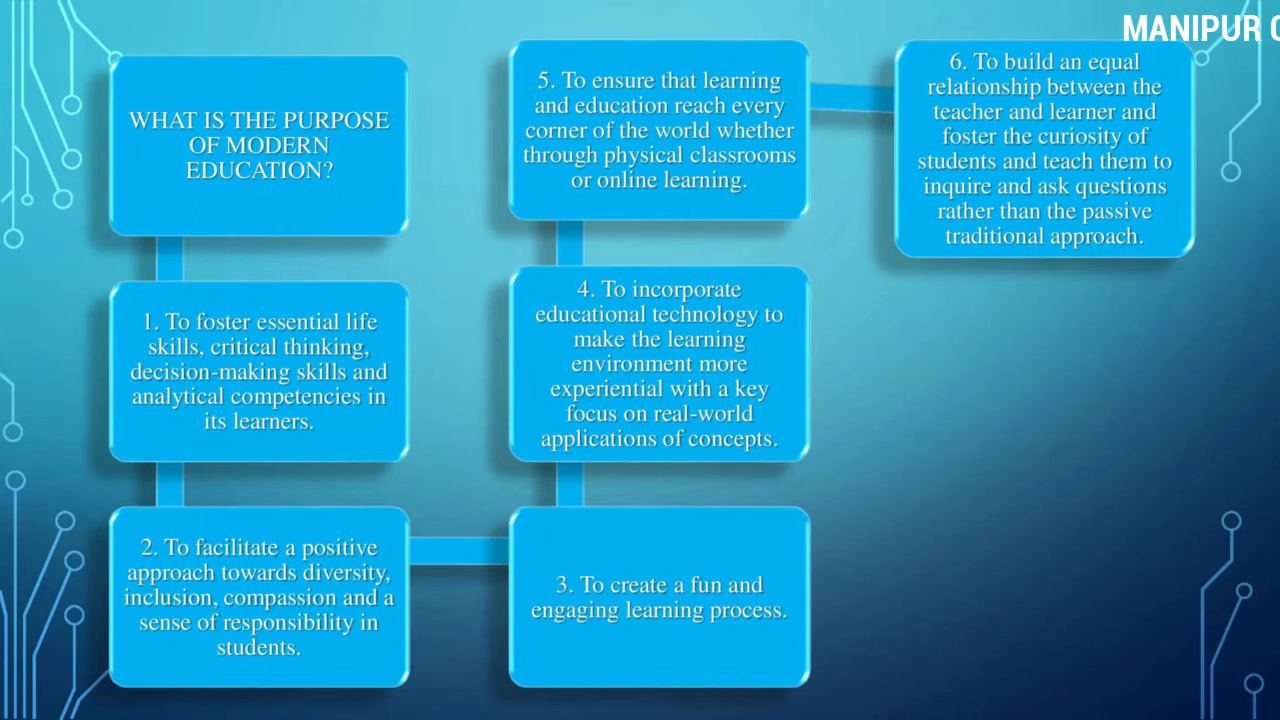 MANIPUR
WHAT IS THE PURPOSE
OF MODERN
EDUCATION?
1. To foster essential life
skills, critical thinking,
decision-making skills and
analytical competencies in
its learners.
2. To facilitate a positive
approach towards diversity,
inclusion, compassion and a
sense of responsibility in
students.
3. To create a fun and
engaging learning process.
4. To incorporate
educational technology to
make the learning
environment more
experiential with a key
focus on real-world
applications of concepts.
5. To ensure that learning
and education reach every
corner of the world whether
through physical classrooms
or online learning.
6. To build an equal
relationship between the
teacher and learner and
foster the curiosity of
students and teach them to
inquire and ask questions
rather than the passive
traditional approach.